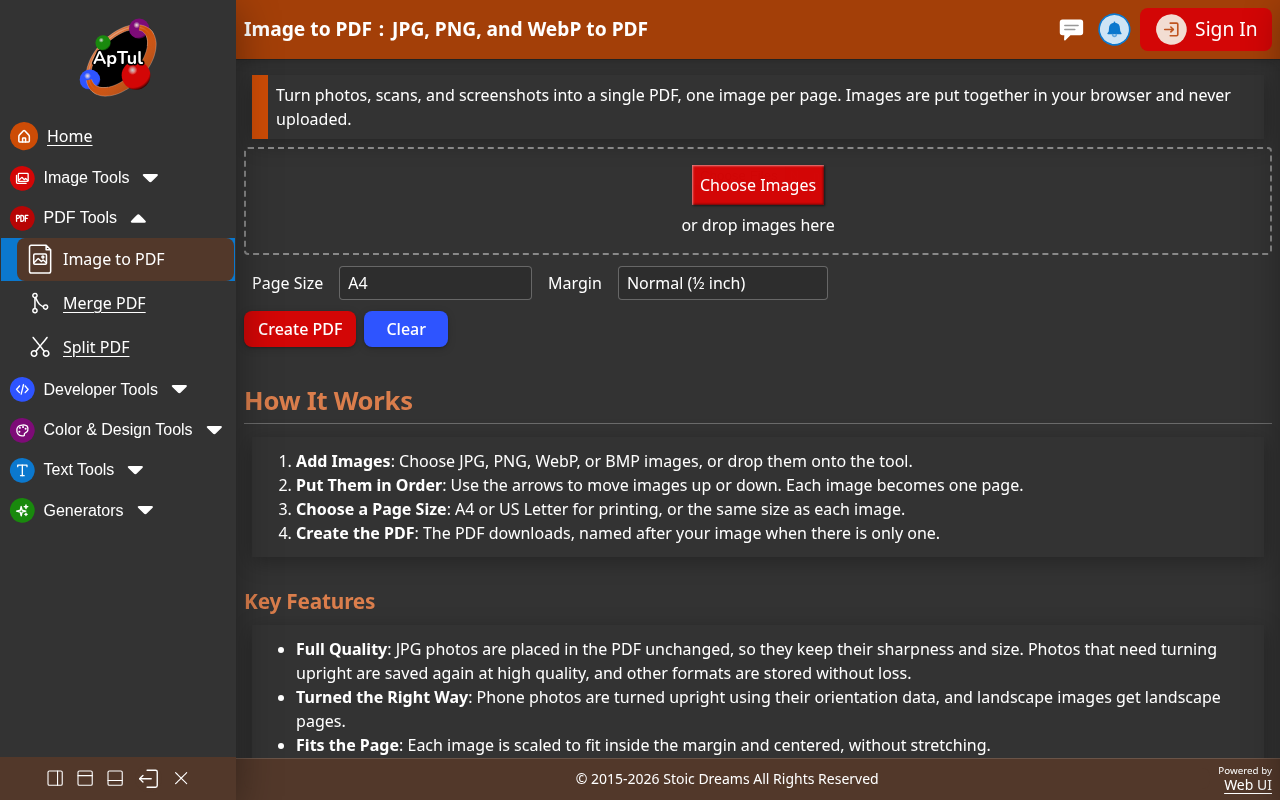 ApTul
Home
Image Tools
PDF Tools
Image to PDF
Merge PDF
Split PDF
Developer Tools
Color & Design Tools
Text Tools
Generators
Image to PDF : JPG, PNG, and WebP to PDF
Sign In
Turn photos, scans, and screenshots into a single PDF, one image per page. Images are put together in your browser and never
uploaded.
Choose Images
or drop images here
Page Size A4 Margin Normal (½ inch)
Create PDF Clear
How It Works
1. Add Images: Choose JPG, PNG, WebP, or BMP images, or drop them onto the tool.
2. Put Them in Order: Use the arrows to move images up or down. Each image becomes one page.
3. Choose a Page Size: A4 or US Letter for printing, or the same size as each image.
4. Create the PDF: The PDF downloads, named after your image when there is only one.
Key Features
• Full Quality: JPG photos are placed in the PDF unchanged, so they keep their sharpness and size. Photos that need turning
upright are saved again at high quality, and other formats are stored without loss.
• Turned the Right Way: Phone photos are turned upright using their orientation data, and landscape images get landscape
pages.
• Fits the Page: Each image is scaled to fit inside the margin and centered, without stretching.
© 2015-2026 Stoic Dreams All Rights Reserved
Powered by
Web UI